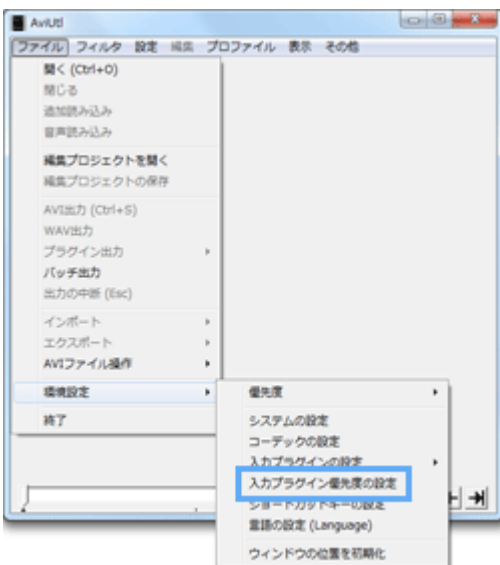 AviUtl
ファイル フィルタ 設定 編集 プロファイル 表示 その他
開く (Ctrl+O)
閉じる
追加読み込み
音声読み込み
編集プロジェクトを開く
編集プロジェクトの保存
AVI出力 (Ctrl+S)
WAV出力
プラグイン出力
バッチ出力
出力の中断 (Esc)
インポート
エクスポート
AVIファイル操作
環境設定
終了
優先度
システムの設定
コーデックの設定
入力プラグインの設定
入力プラグイン優先度の設定
ショートカットキーの設定
言語の設定 (Language)
ウィンドウの位置を初期化